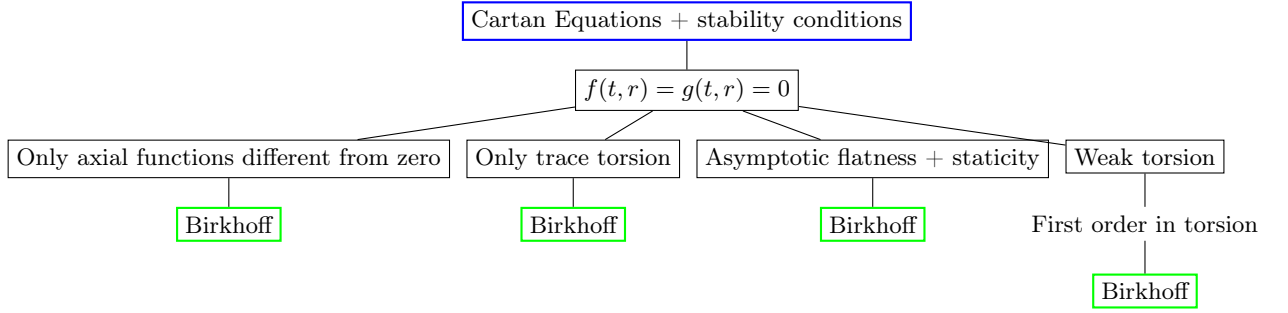 Cartan Equations + stability conditions
f(t, r) = g(t, r) = 0
Only axial functions different from zero
Only trace torsion
Asymptotic flatness + staticity
Weak torsion
Birkhoff
Birkhoff
Birkhoff
First order in torsion
Birkhoff